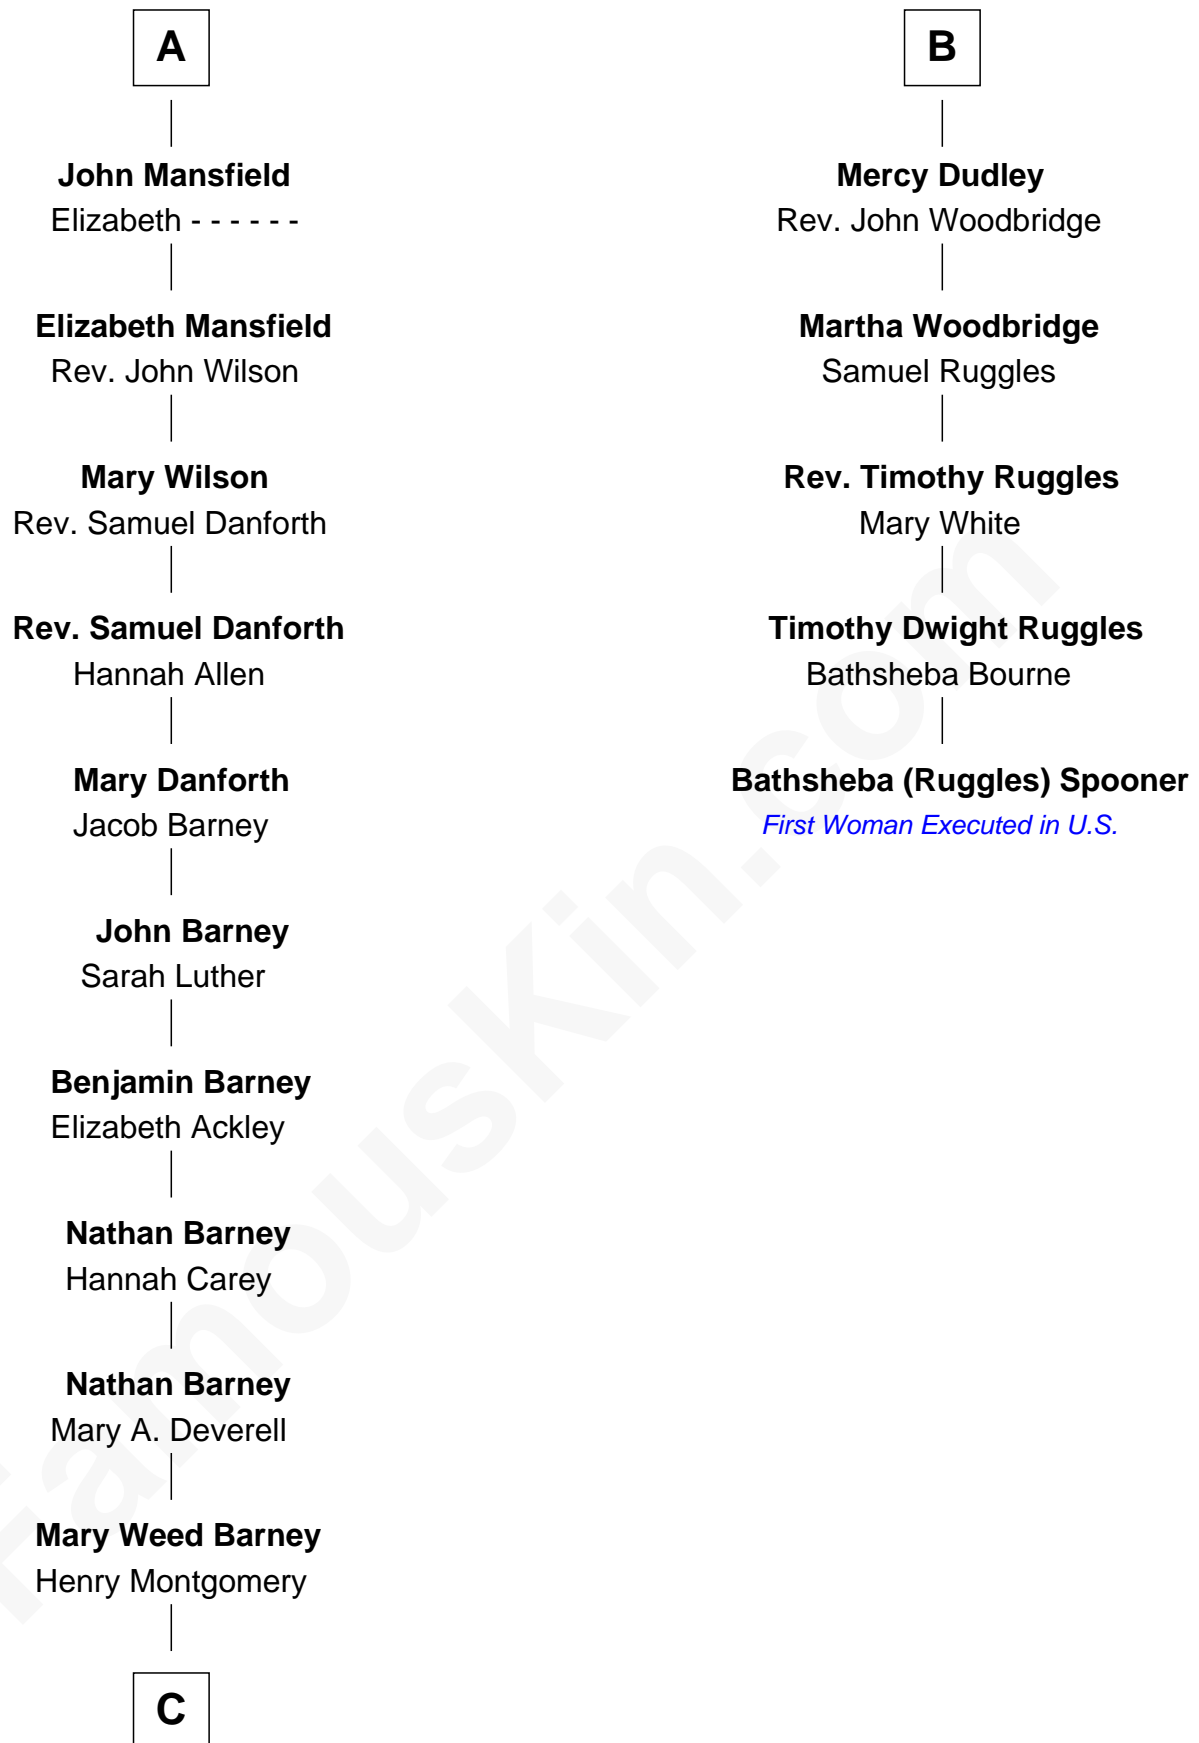 A
John Mansfield
Elizabeth - - - - - -
Elizabeth Mansfield
Rev. John Wilson
Mary Wilson
Rev. Samuel Danforth
Rev. Samuel Danforth
Hannah Allen
Mary Danforth
Jacob Barney
John Barney
Sarah Luther
Benjamin Barney
Elizabeth Ackley
Nathan Barney
Hannah Carey
Nathan Barney
Mary A. Deverell
Mary Weed Barney
Henry Montgomery
C
B
Mercy Dudley
Rev. John Woodbridge
Martha Woodbridge
Samuel Ruggles
Rev. Timothy Ruggles
Mary White
Timothy Dwight Ruggles
Bathsheba Bourne
Bathsheba (Ruggles) Spooner
First Woman Executed in U.S.
FamousKin.com